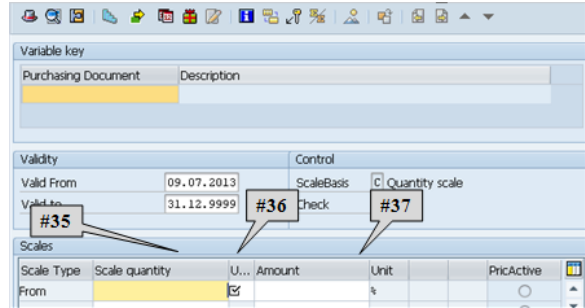 Variable key
Purchasing Document Description
Validity Control
Valid From 09.07.2013 ScaleBasis C Quantity scale
Valid to 31.12.9999 Check
#35 #36 #37
Scales
Scale Type Scale quantity U... Amount Unit PricActive
From %